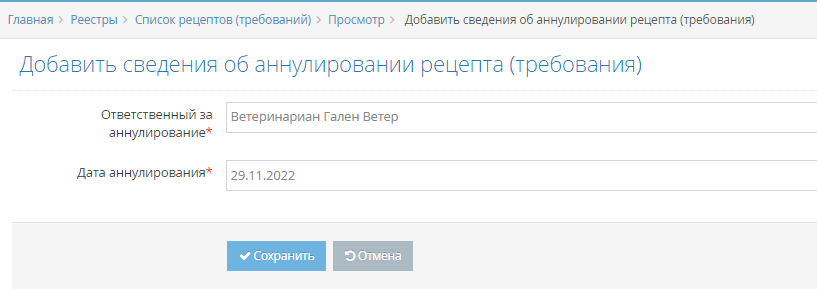 Главная > Реестры > Список рецептов (требований) > Просмотр > Добавить сведения об аннулировании рецепта (требования)
Добавить сведения об аннулировании рецепта (требования)
Ответственный за
аннулирование*
Ветеринариан Гален Ветер
Дата аннулирования*
29.11.2022
Сохранить
Отмена